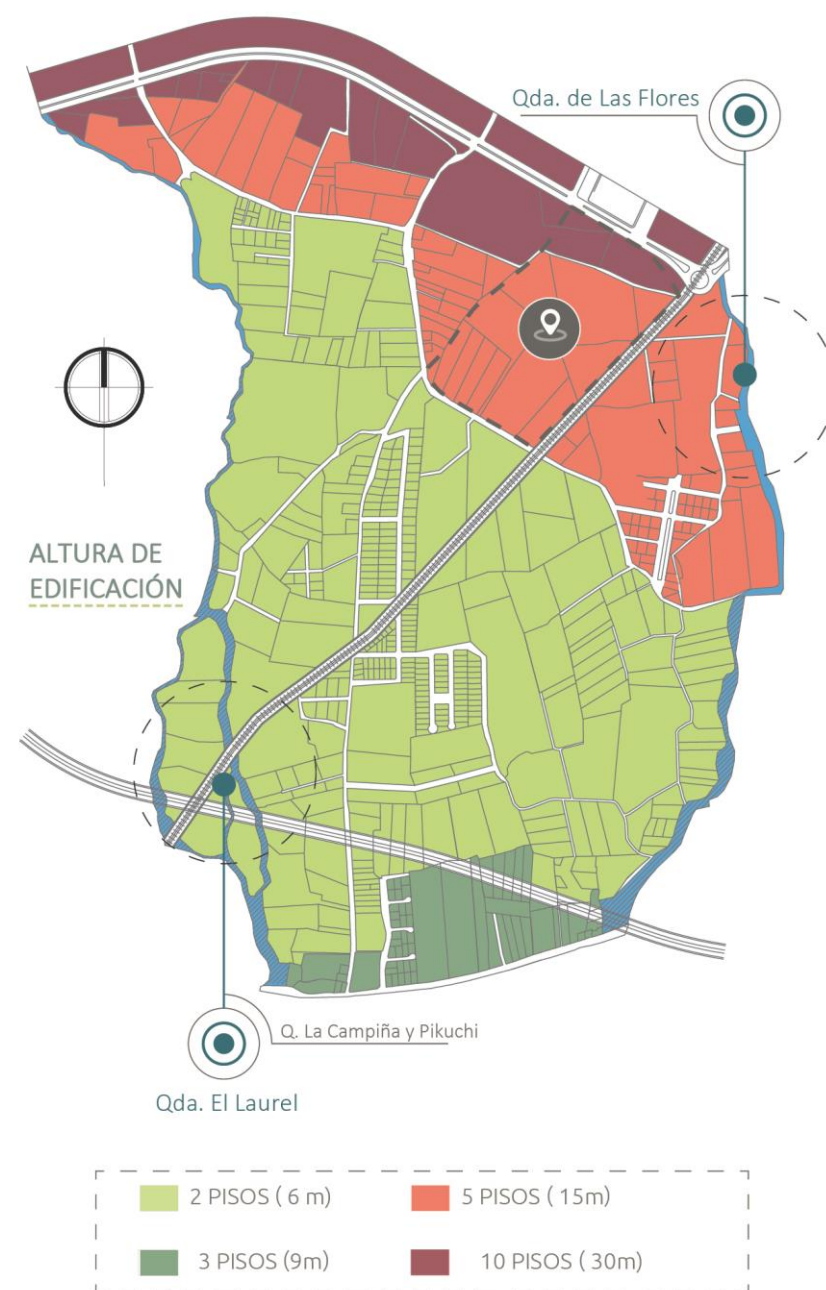 Qda. de Las Flores
ALTURA DE
EDIFICACIÓN
Q. La Campiña y Pikuchi
Qda. El Laurel
2 PISOS ( 6 m)
5 PISOS ( 15m)
3 PISOS (9m)
10 PISOS ( 30m)